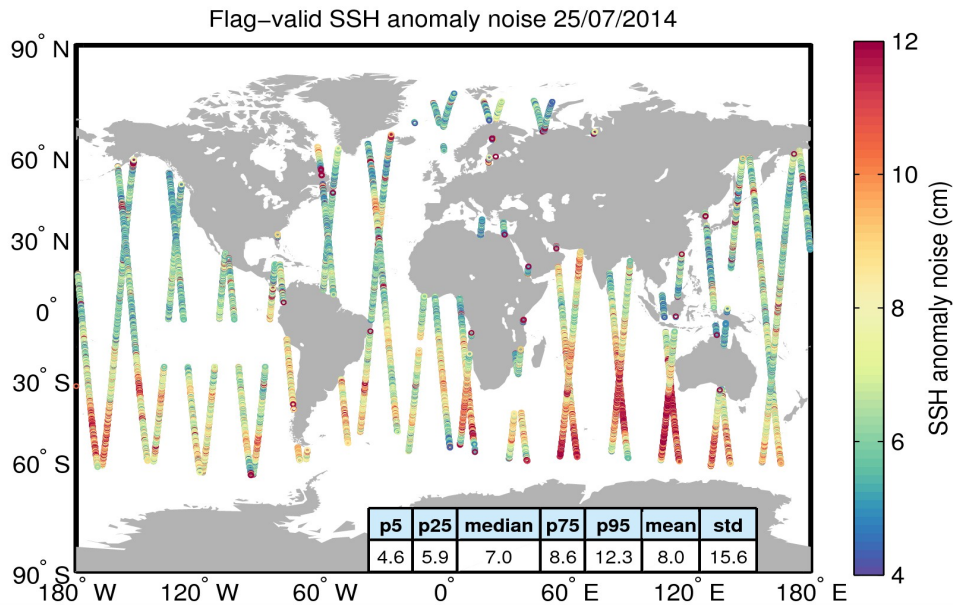 Flag−valid SSH anomaly noise 25/07/2014
90° N
60° N
30° N
0°
30° S
60° S
90° S
180° W
120° W
60° W
0°
60° E
120° E
180° E
p5 p25 median p75 p95 mean std
4.6 5.9 7.0 8.6 12.3 8.0 15.6
12
10
8
6
4
SSH anomaly noise (cm)